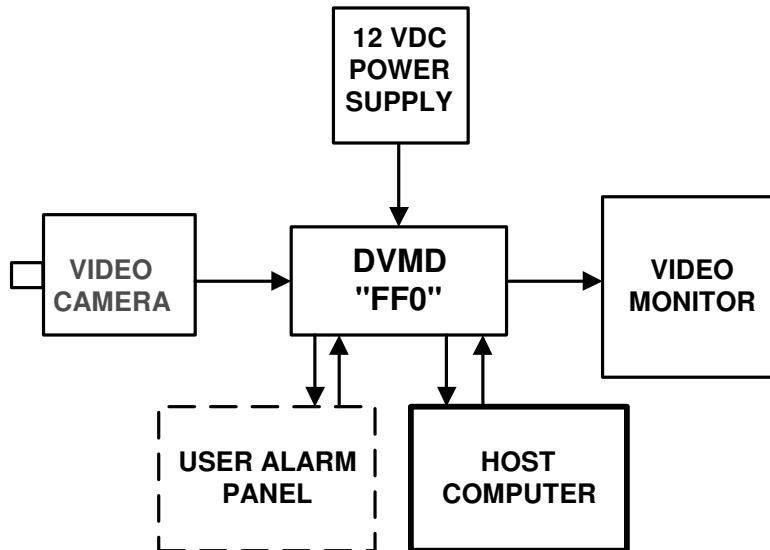 12 VDC
POWER
SUPPLY
VIDEO
CAMERA
DVMD
"FF0"
VIDEO
MONITOR
USER ALARM
PANEL
HOST
COMPUTER